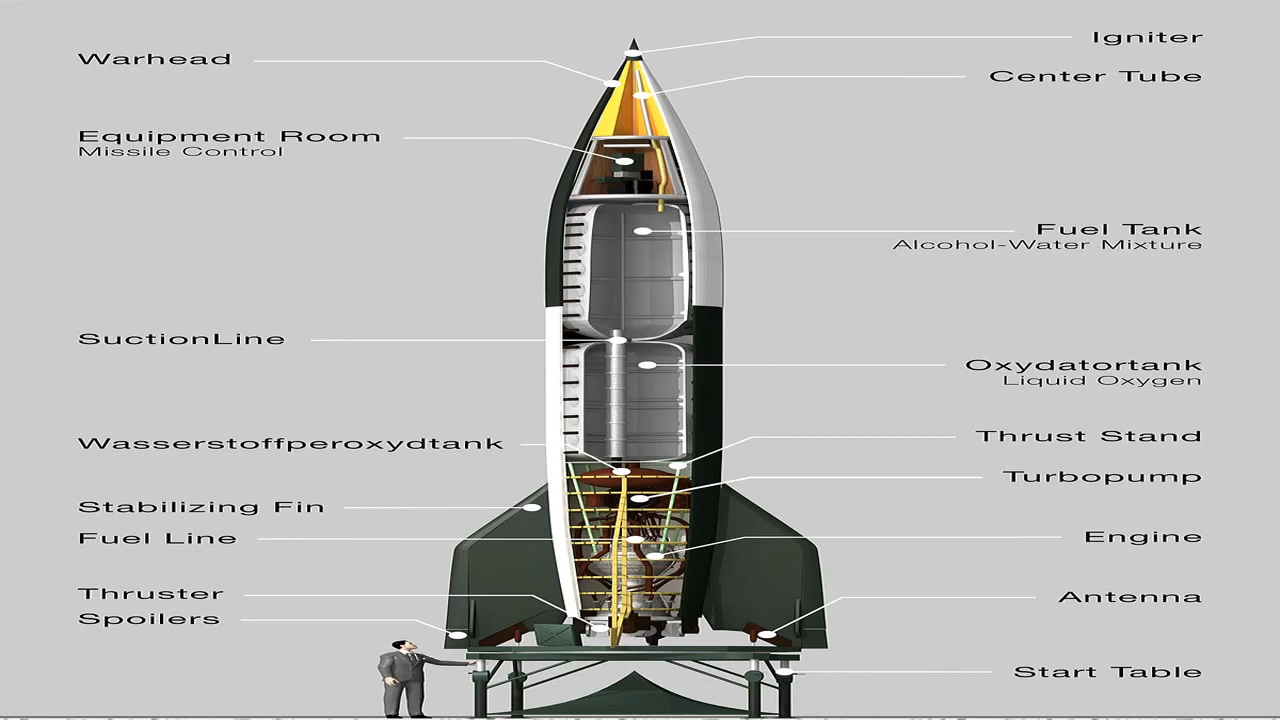 Igniter
Warhead
Center Tube
Equipment Room
Missile Control
Fuel Tank
Alcohol-Water Mixture
SuctionLine
Oxydatortank
Liquid Oxygen
Thrust Stand
Wasserstoffperoxydtank
Turbopump
Stabilizing Fin
Fuel Line
Engine
Thruster
Antenna
Spoilers
Start Table